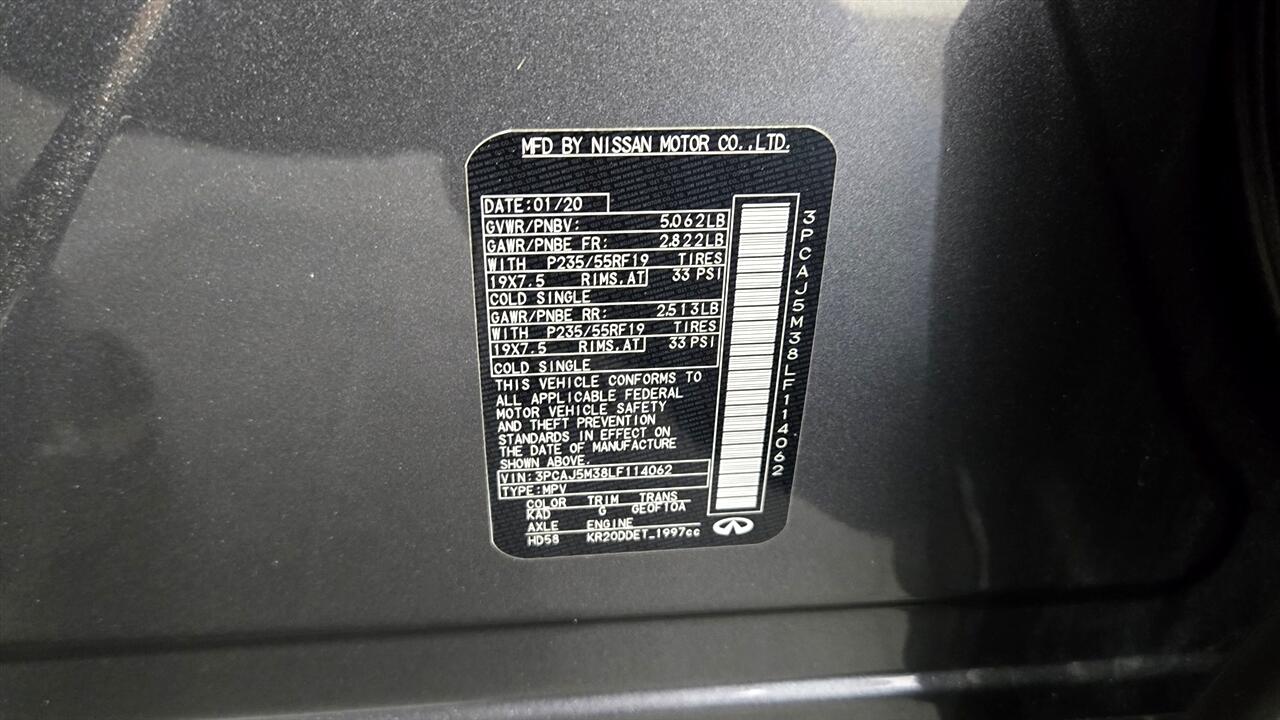 MFD BY NISSAN MOTOR CO.,LTD.
DATE:01/20
GVWR/PNBV: 5.062LB
GAWR/PNBE FR: 2.822LB
WITH P235/55RF19 TIRES
19X7.5 RIMS,AT 33 PSI
COLD SINGLE
GAWR/PNBE RR: 2.513LB
WITH P235/55RF19 TIRES
19X7.5 RIMS,AT 33 PSI
COLD SINGLE
THIS VEHICLE CONFORMS TO
ALL APPLICABLE FEDERAL
MOTOR VEHICLE SAFETY
AND THEFT PREVENTION
STANDARDS IN EFFECT ON
THE DATE OF MANUFACTURE
SHOWN ABOVE.
VIN:3PCAJ5M38LF114062
TYPE:MPV
COLOR TRIM TRANS
KAD G GEOF10A
AXLE ENGINE
HD58 KR20DDET_1997cc
3PCAJ5M38LF114062